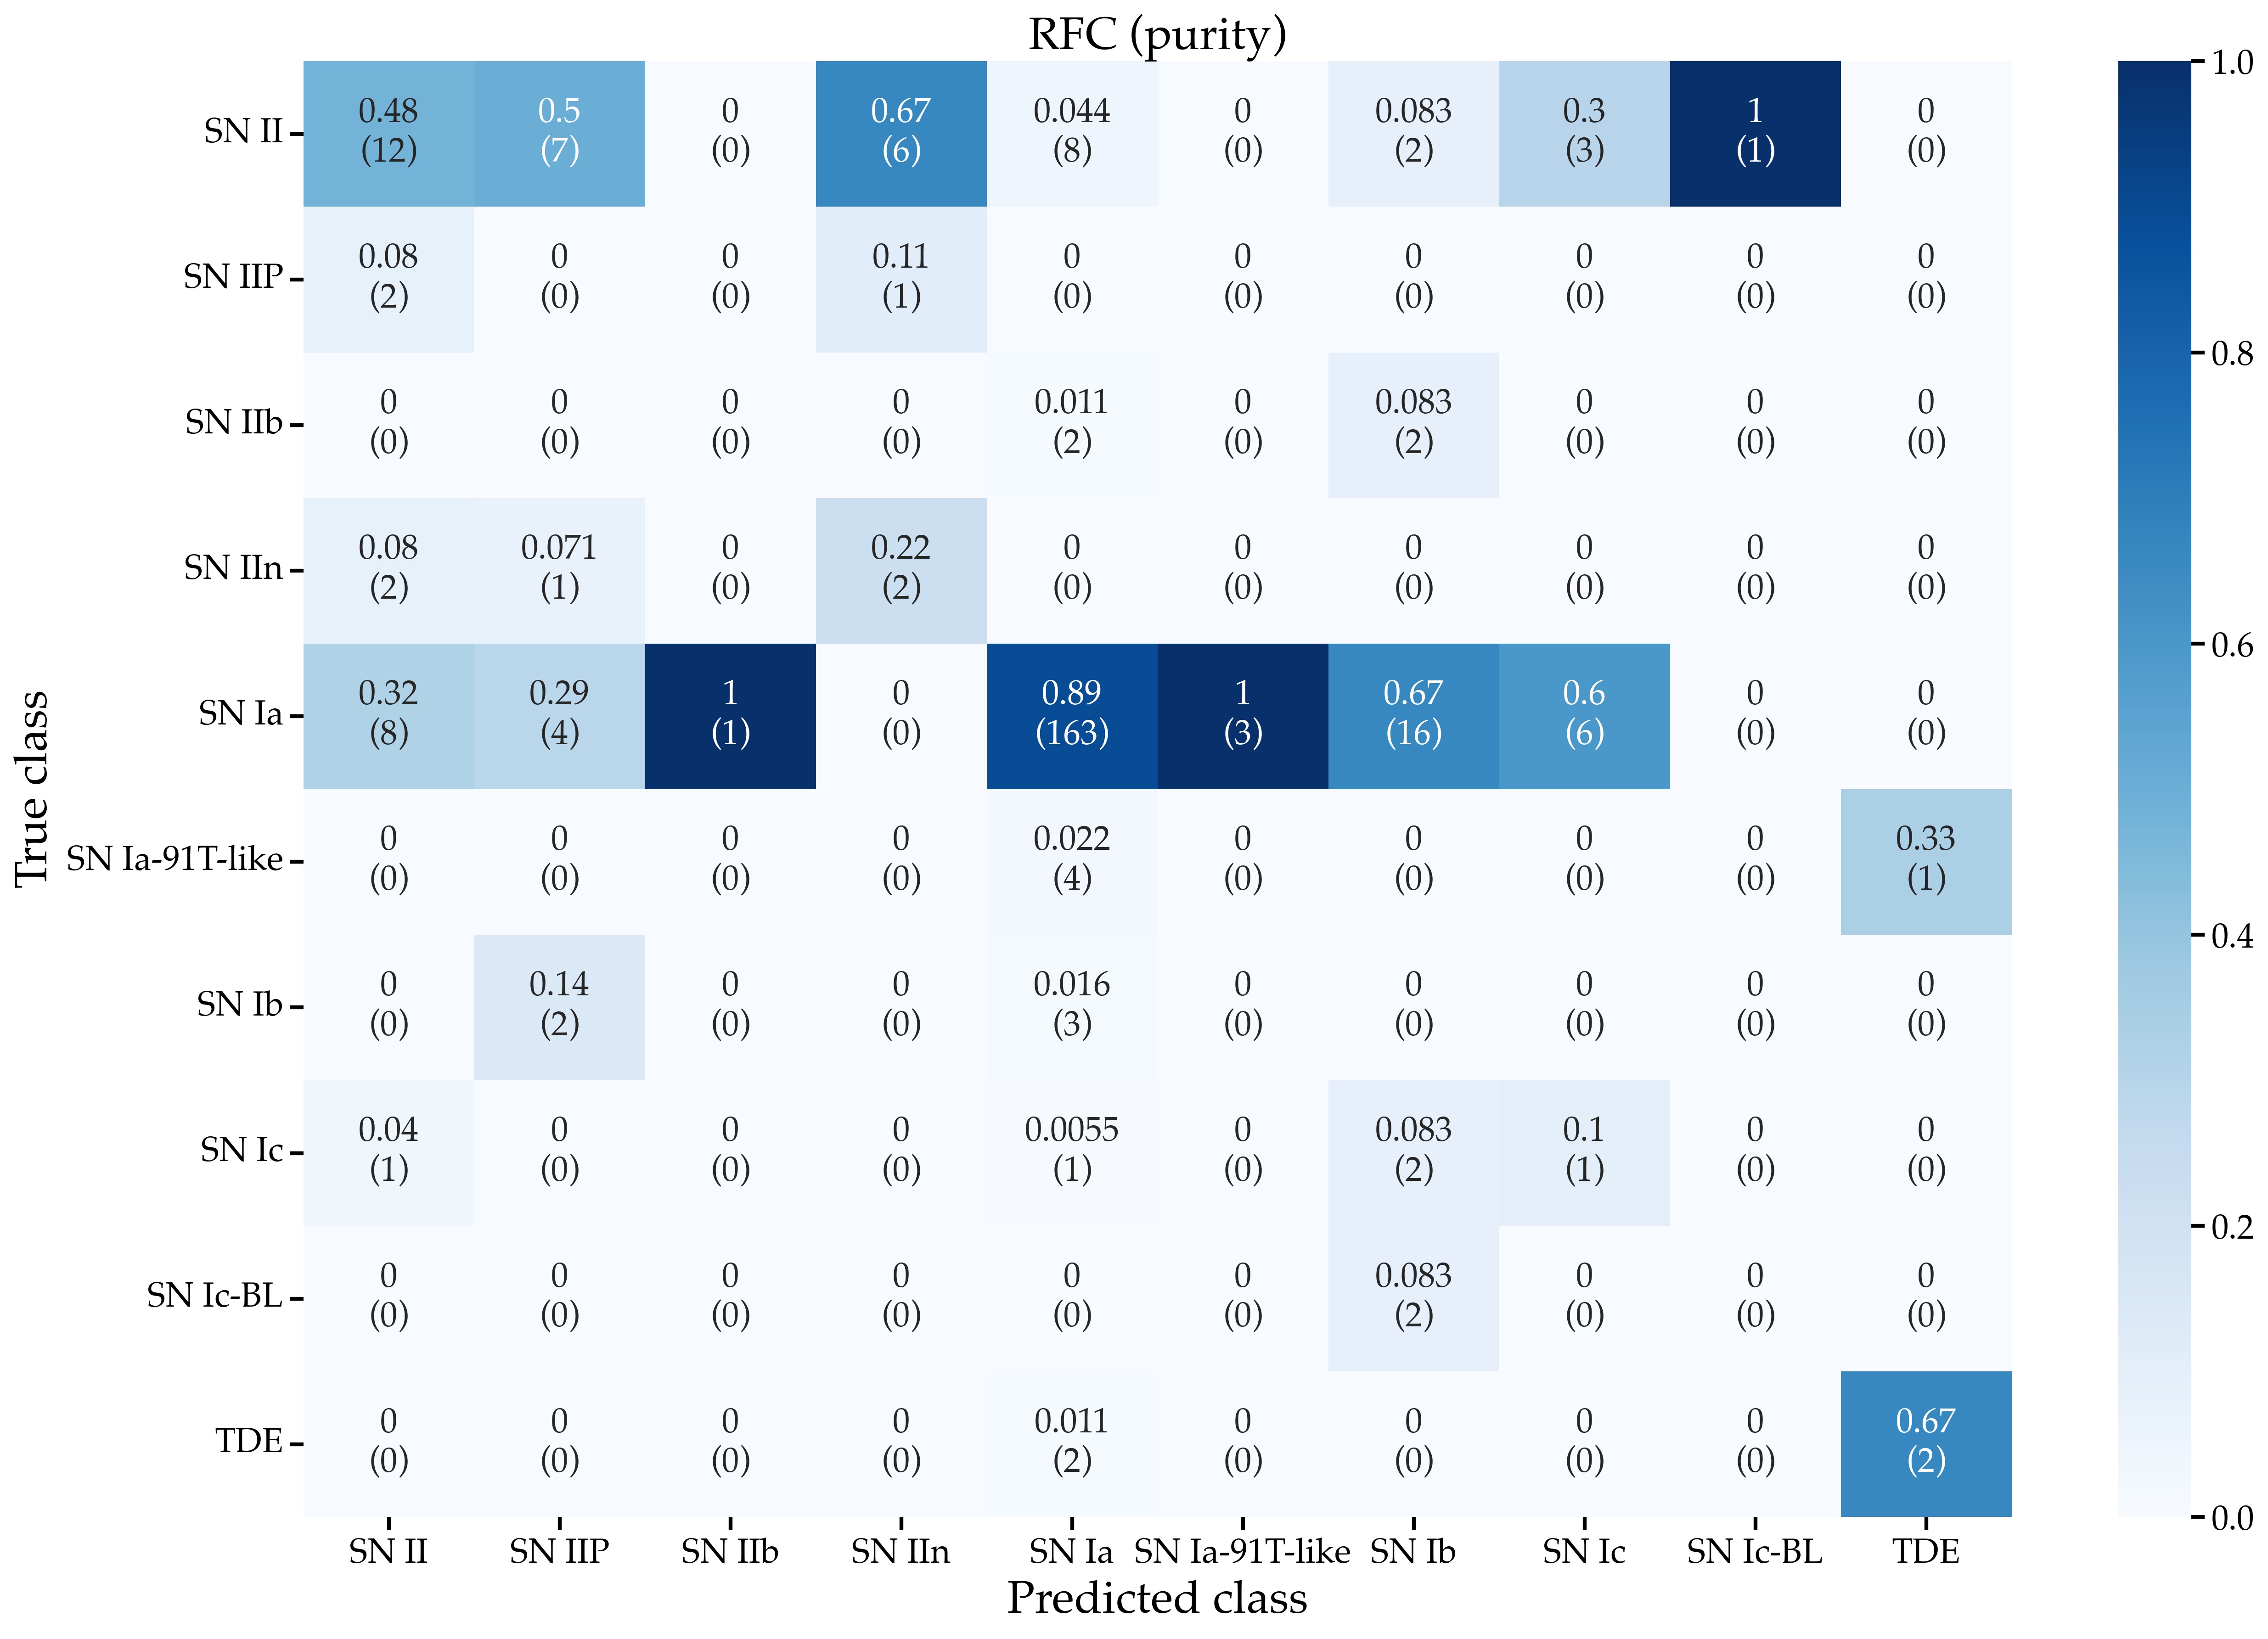 RFC (purity)
SN II 0.48 0.5 0 0.67 0.044 0 0.083 0.3 1 0
(12) (7) (0) (6) (8) (0) (2) (3) (1) (0)
SN IIP 0.08 0 0 0.11 0 0 0 0 0 0
(2) (0) (0) (1) (0) (0) (0) (0) (0) (0)
SN IIb 0 0 0 0 0.011 0 0.083 0 0 0
(0) (0) (0) (0) (2) (0) (2) (0) (0) (0)
SN IIn 0.08 0.071 0 0.22 0 0 0 0 0 0
(2) (1) (0) (2) (0) (0) (0) (0) (0) (0)
SN Ia 0.32 0.29 1 0 0.89 1 0.67 0.6 0 0
(8) (4) (1) (0) (163) (3) (16) (6) (0) (0)
SN Ia-91T-like 0 0 0 0 0.022 0 0 0 0 0.33
(0) (0) (0) (0) (4) (0) (0) (0) (0) (1)
SN Ib 0 0.14 0 0 0.016 0 0 0 0 0
(0) (2) (0) (0) (3) (0) (0) (0) (0) (0)
SN Ic 0.04 0 0 0 0.0055 0 0.083 0.1 0 0
(1) (0) (0) (0) (1) (0) (2) (1) (0) (0)
SN Ic-BL 0 0 0 0 0 0 0.083 0 0 0
(0) (0) (0) (0) (0) (0) (2) (0) (0) (0)
TDE 0 0 0 0 0.011 0 0 0 0 0.67
(0) (0) (0) (0) (2) (0) (0) (0) (0) (2)
SN II SN IIP SN IIb SN IIn SN Ia SN Ia-91T-like SN Ib SN Ic SN Ic-BL TDE
Predicted class
True class
1.0
0.8
0.6
0.4
0.2
0.0